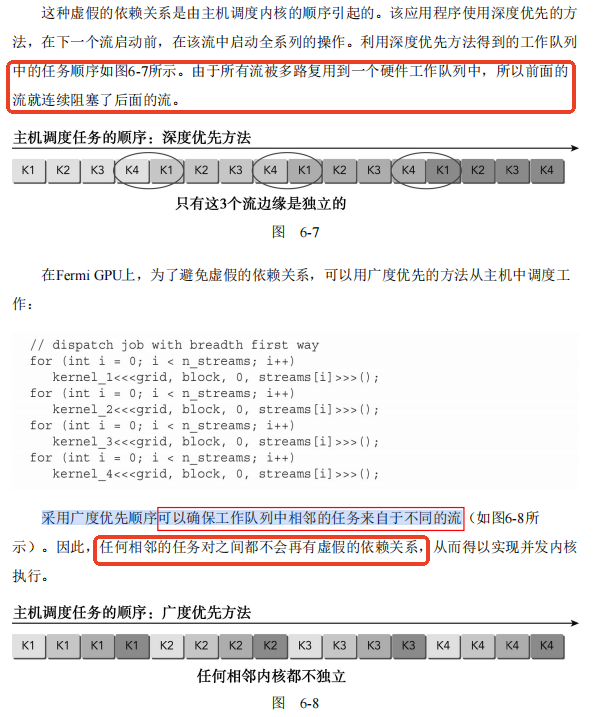 这种虚假的依赖关系是由主机调度内核的顺序引起的。该应用程序使用深度优先的方
法，在下一个流启动前，在该流中启动全系列的操作。利用深度优先方法得到的工作队列
中的任务顺序如图6-7所示。由于所有流被多路复用到一个硬件工作队列中，所以前面的
流就连续阻塞了后面的流。
主机调度任务的顺序：深度优先方法
K1 K2 K3 K4 K1 K2 K3 K4 K1 K2 K3 K4 K1 K2 K3 K4
只有这3个流边缘是独立的
图 6-7
在Fermi GPU上，为了避免虚假的依赖关系，可以用广度优先的方法从主机中调度工
作：
// dispatch job with breadth first way
for (int i = 0; i < n_streams; i++)
kernel_1<<<grid, block, 0, streams[i]>>>();
for (int i = 0; i < n_streams; i++)
kernel_2<<<grid, block, 0, streams[i]>>>();
for (int i = 0; i < n_streams; i++)
kernel_3<<<grid, block, 0, streams[i]>>>();
for (int i = 0; i < n_streams; i++)
kernel_4<<<grid, block, 0, streams[i]>>>();
采用广度优先顺序可以确保工作队列中相邻的任务来自于不同的流（如图6-8所
示）。因此，任何相邻的任务对之间都不会再有虚假的依赖关系，从而得以实现并发内核
执行。
主机调度任务的顺序：广度优先方法
K1 K1 K1 K1 K2 K2 K2 K2 K3 K3 K3 K3 K4 K4 K4 K4
任何相邻内核都不独立
图 6-8